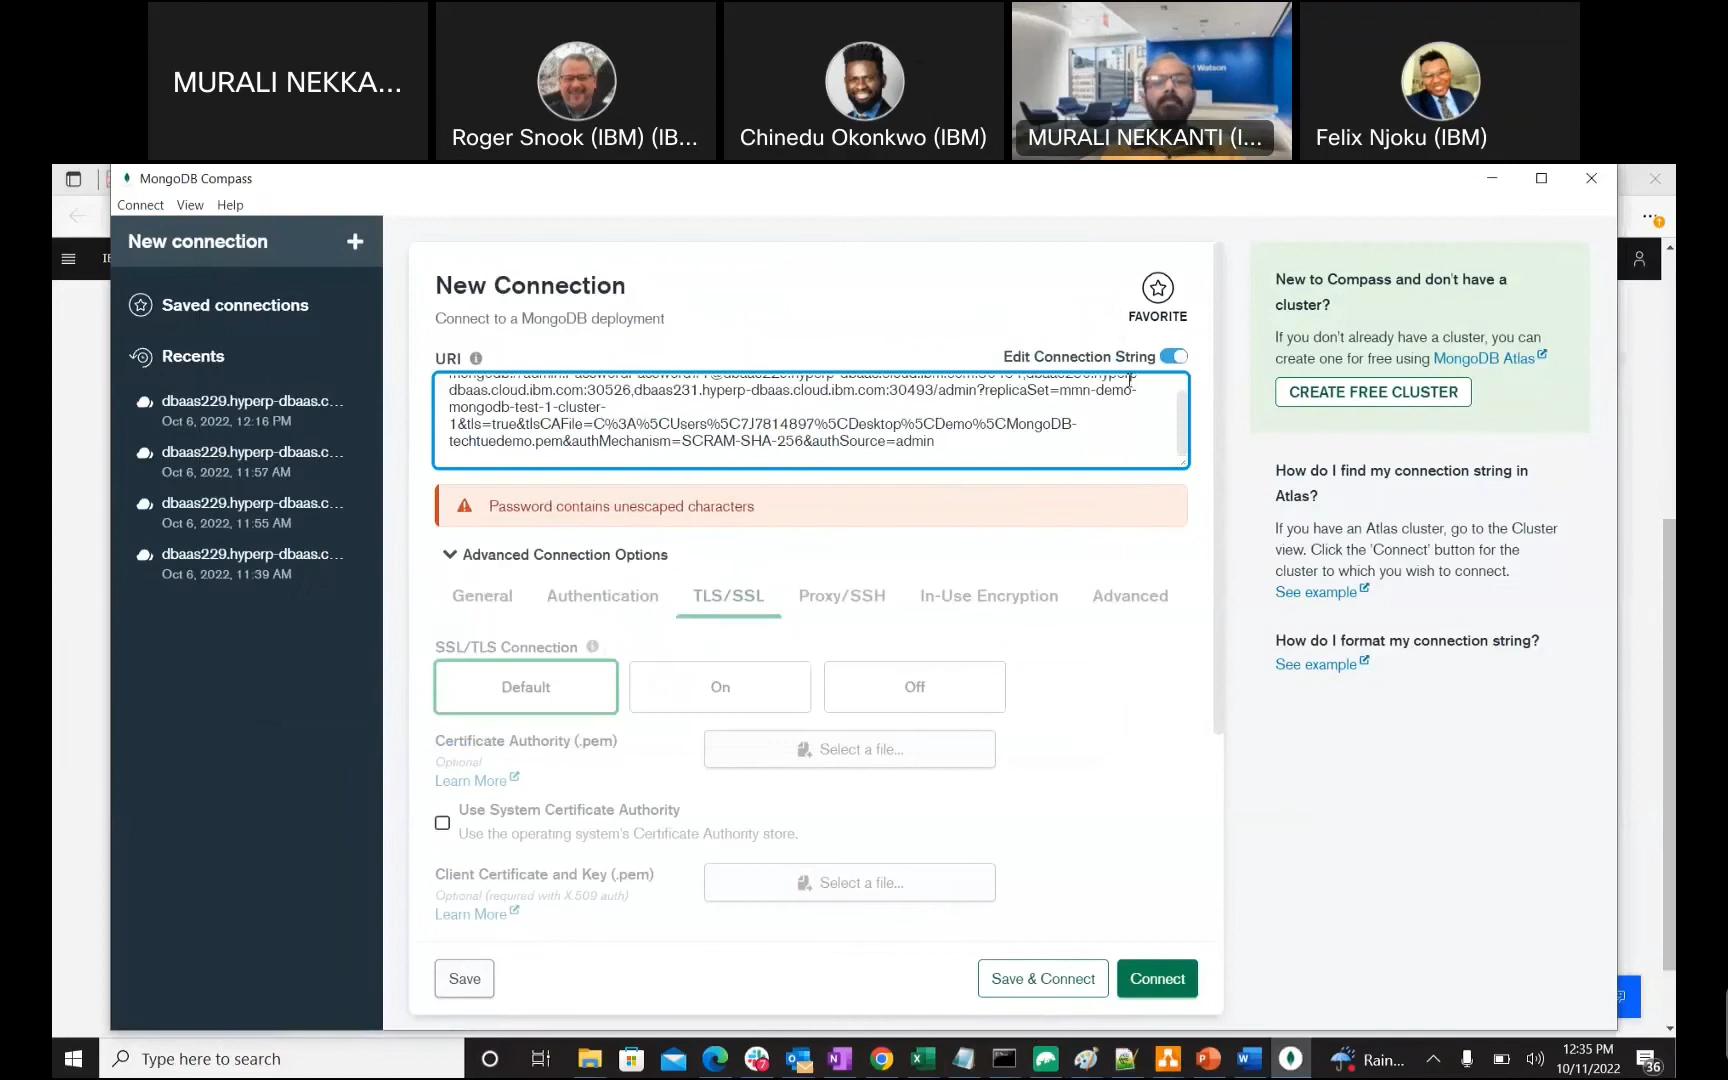 MURALI NEKKA...
Roger Snook (IBM) (IB...
Chinedu Okonkwo (IBM)
MURALI NEKKANTI (I...
Felix Njoku (IBM)
Watson
MongoDB Compass
Connect View Help
New connection
Saved connections
Recents
dbaas229.hyperp-dbaas.c...
Oct 6, 2022, 12:16 PM
dbaas229.hyperp-dbaas.c...
Oct 6, 2022, 11:57 AM
dbaas229.hyperp-dbaas.c...
Oct 6, 2022, 11:55 AM
dbaas229.hyperp-dbaas.c...
Oct 6, 2022, 11:39 AM
New Connection
Connect to a MongoDB deployment
FAVORITE
URI
Edit Connection String
dbaas.cloud.ibm.com:30526,dbaas231.hyperp-dbaas.cloud.ibm.com:30493/admin?replicaSet=mmn-demo-
mongodb-test-1-cluster-
1&tls=true&tlsCAFile=C%3A%5CUsers%5C7J7814897%5CDesktop%5CDemo%5CMongoDB-
techtuedemo.pem&authMechanism=SCRAM-SHA-256&authSource=admin
Password contains unescaped characters
Advanced Connection Options
General Authentication TLS/SSL Proxy/SSH In-Use Encryption Advanced
SSL/TLS Connection
Default On Off
Certificate Authority (.pem)
Optional
Learn More
Select a file...
Use System Certificate Authority
Use the operating system's Certificate Authority store.
Client Certificate and Key (.pem)
Optional (required with X.509 auth)
Learn More
Select a file...
Save
Save & Connect
Connect
New to Compass and don't have a
cluster?
If you don't already have a cluster, you can
create one for free using MongoDB Atlas
CREATE FREE CLUSTER
How do I find my connection string in
Atlas?
If you have an Atlas cluster, go to the Cluster
view. Click the 'Connect' button for the
cluster to which you wish to connect.
See example
How do I format my connection string?
See example
Type here to search
Rain...
12:35 PM
10/11/2022
36